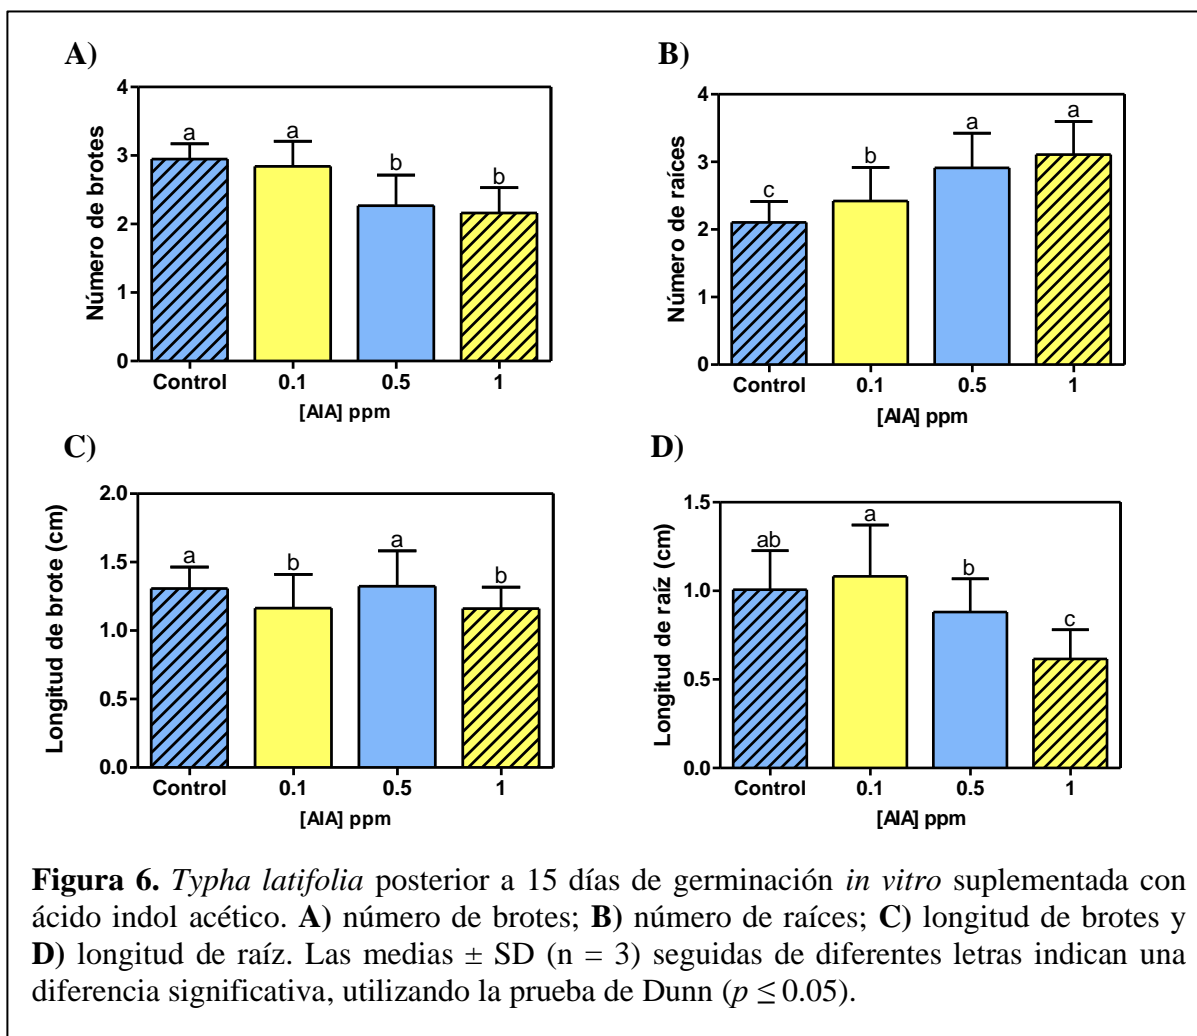 A)
Número de brotes
4
3
2
1
0
a
a
b
b
Control 0.1 0.5 1
[AIA] ppm
B)
Número de raíces
4
3
2
1
0
c
b
a
a
Control 0.1 0.5 1
[AIA] ppm
C)
Longitud de brote (cm)
2.0
1.5
1.0
0.5
0.0
a
b
a
b
Control 0.1 0.5 1
[AIA] ppm
D)
Longitud de raíz (cm)
1.5
1.0
0.5
0.0
ab
a
b
c
Control 0.1 0.5 1
[AIA] ppm
Figura 6. Typha latifolia posterior a 15 días de germinación in vitro suplementada con
ácido indol acético. A) número de brotes; B) número de raíces; C) longitud de brotes y
D) longitud de raíz. Las medias ± SD (n = 3) seguidas de diferentes letras indican una
diferencia significativa, utilizando la prueba de Dunn (p ≤ 0.05).